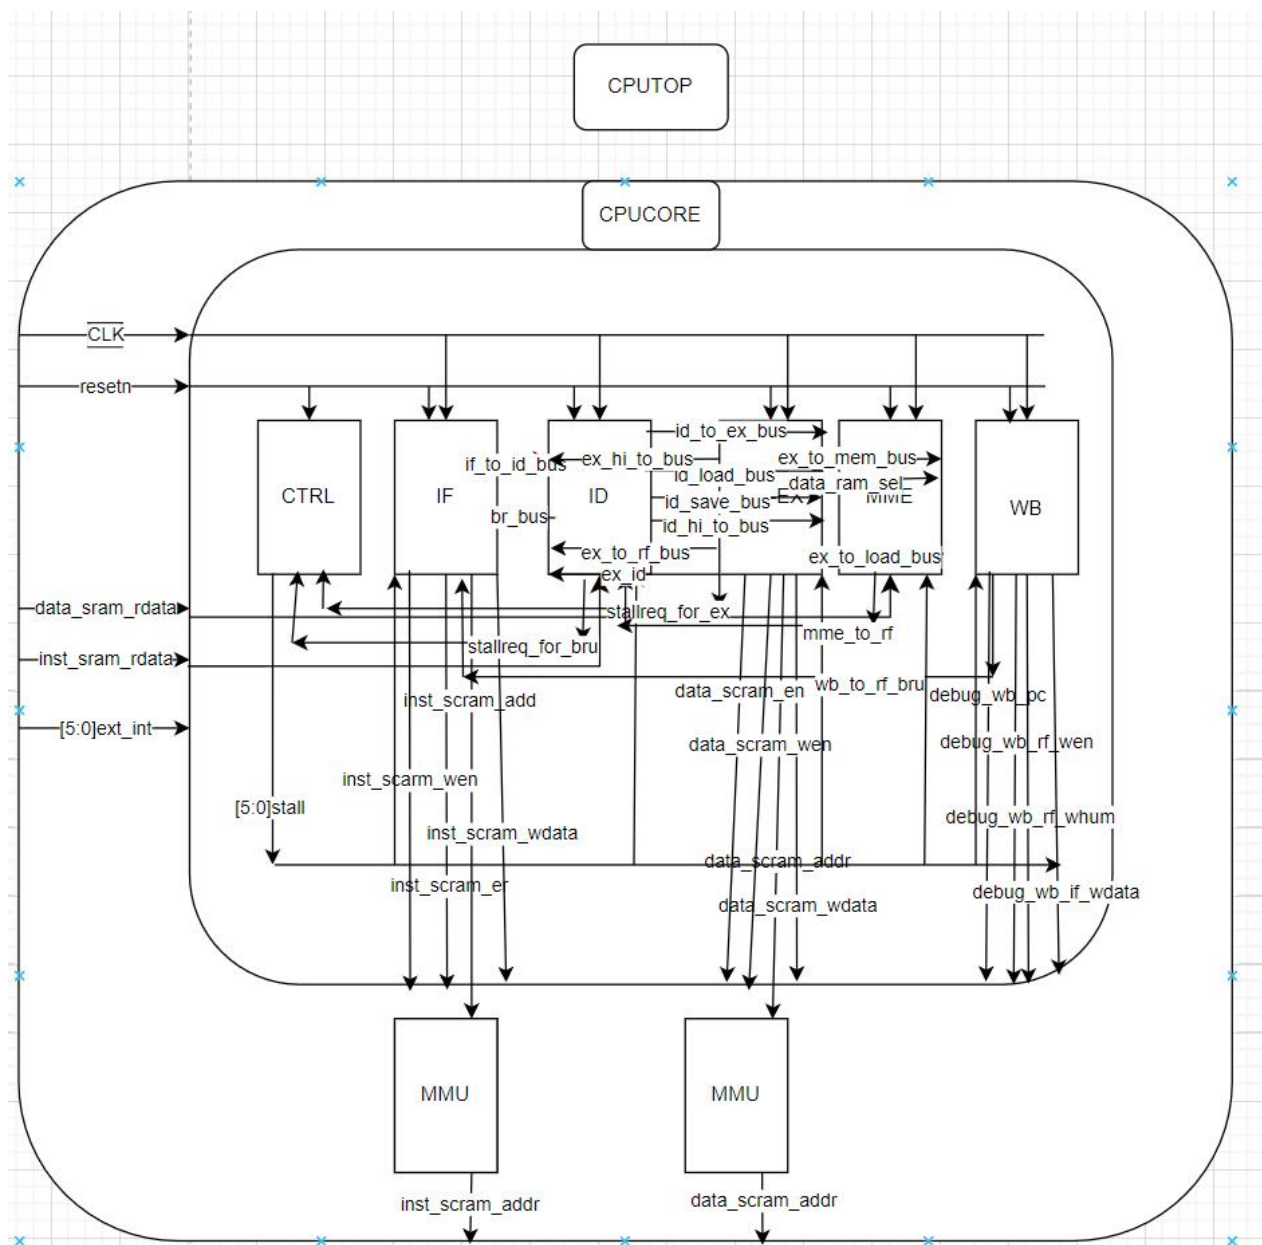 CPUTOP
CPUCORE
CLK
resetn
id_to_ex_bus
if_to_id_bus
ex_hi_to_bus
ex_to_mem_bus
id_load_bus
data_ram_sel
CTRL
IF
ID
EX
MME
WB
id_save_bus
br_bus
id_hi_to_bus
ex_to_rf_bus
ex_to_load_bus
ex_id
data_sram_rdata
stallreq_for_ex
mme_to_rf
stallreq_for_bru
inst_sram_rdata
inst_scram_add
data_scram_en
wb_to_rf_bru
debug_wb_pc
[5:0]ext_int
data_scram_wen
debug_wb_rf_wen
inst_scarm_wen
[5:0]stall
debug_wb_rf_whum
inst_scram_wdata
data_scram_addr
inst_scram_er
debug_wb_if_wdata
data_scram_wdata
MMU
MMU
inst_scram_addr
data_scram_addr